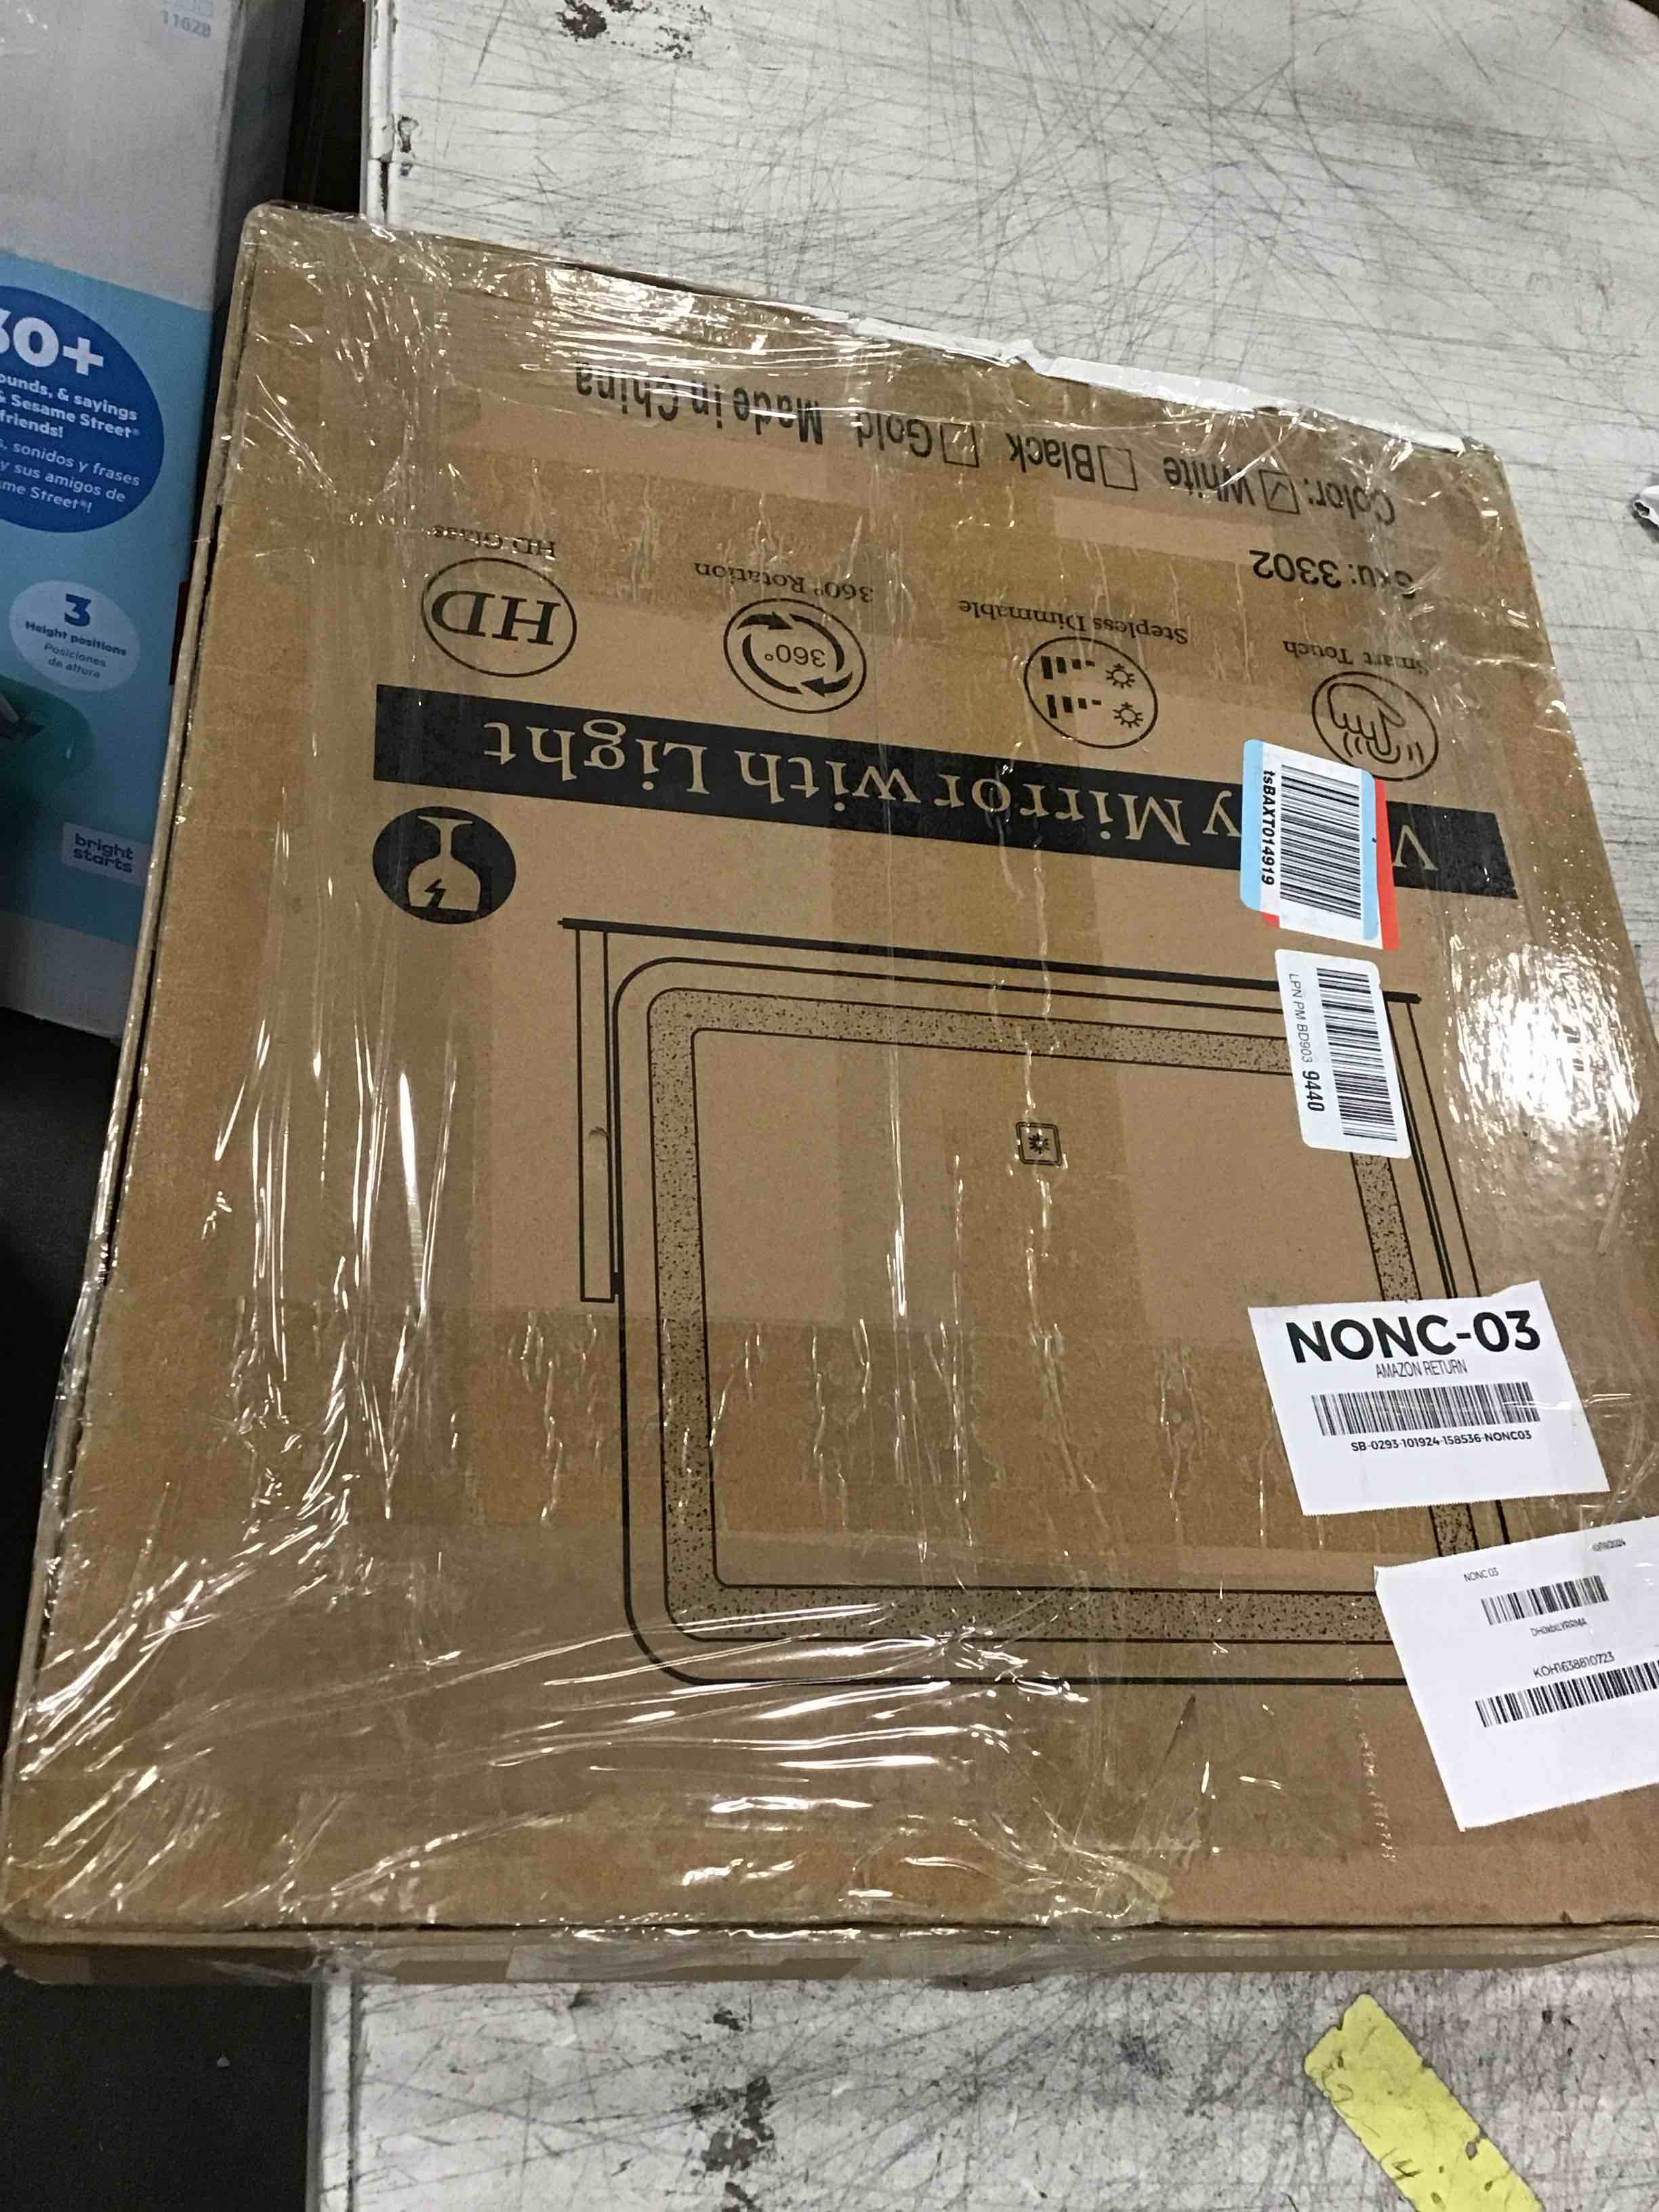 11628
30+
ounds, & sayings
& Sesame Street®
friends!
s, sonidos y frases
y sus amigos de
me Street®!
3
Height positions
Posiciones
de altura
bright
starts
V y Mirror with Light
Smart Touch
Stepless Dimmable
360°
360° Rotation
HD
HD Glass
Sku: 3302
Color: White Black Gold Made in China
tsBAXT014919
LPN PM BD903 9440
NONC-03
AMAZON RETURN
SB-0293-101924-158536-NONC03
NONC 03
KOH1638810723